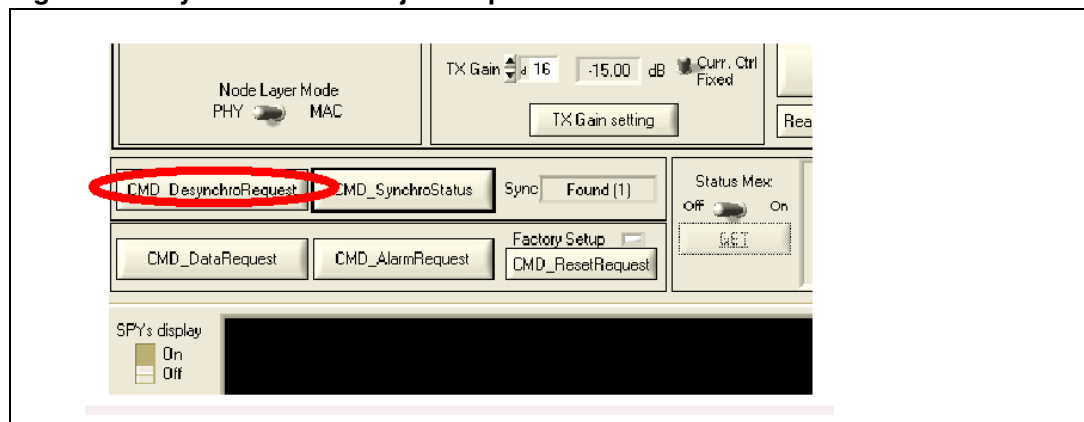 TX Gain d 16 -15.00 dB Curr. Ctrl
Fixed
Node Layer Mode
PHY MAC
TX Gain setting
CMD_DesynchroRequest CMD_SynchroStatus Sync Found (1)
Status Mex:
Off On
GET
Factory Setup
CMD_DataRequest CMD_AlarmRequest CMD_ResetRequest
SPY's display
On
Off